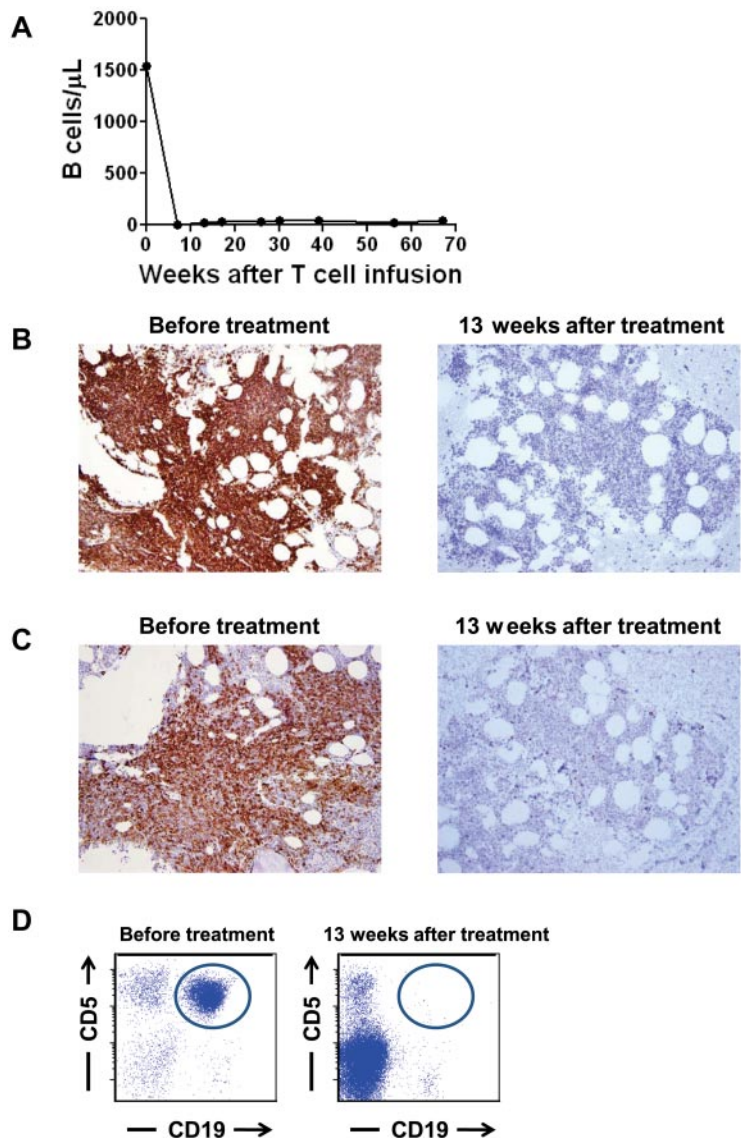 A
2000
1500
1000
500
0
B cells/μL
0 10 20 30 40 50 60 70
Weeks after T cell infusion
B
Before treatment
13 weeks after treatment
C
Before treatment
13 weeks after treatment
D
Before treatment
13 weeks after treatment
CD5
CD5
CD19
CD19